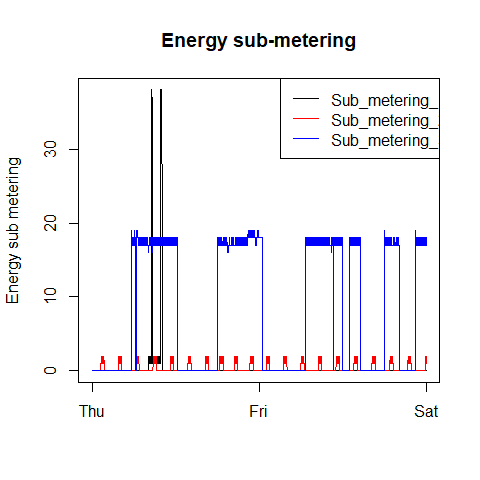 Energy sub-metering
Sub_metering_
Sub_metering_
Sub_metering_
Energy sub metering
30
20
10
0
Thu
Fri
Sat